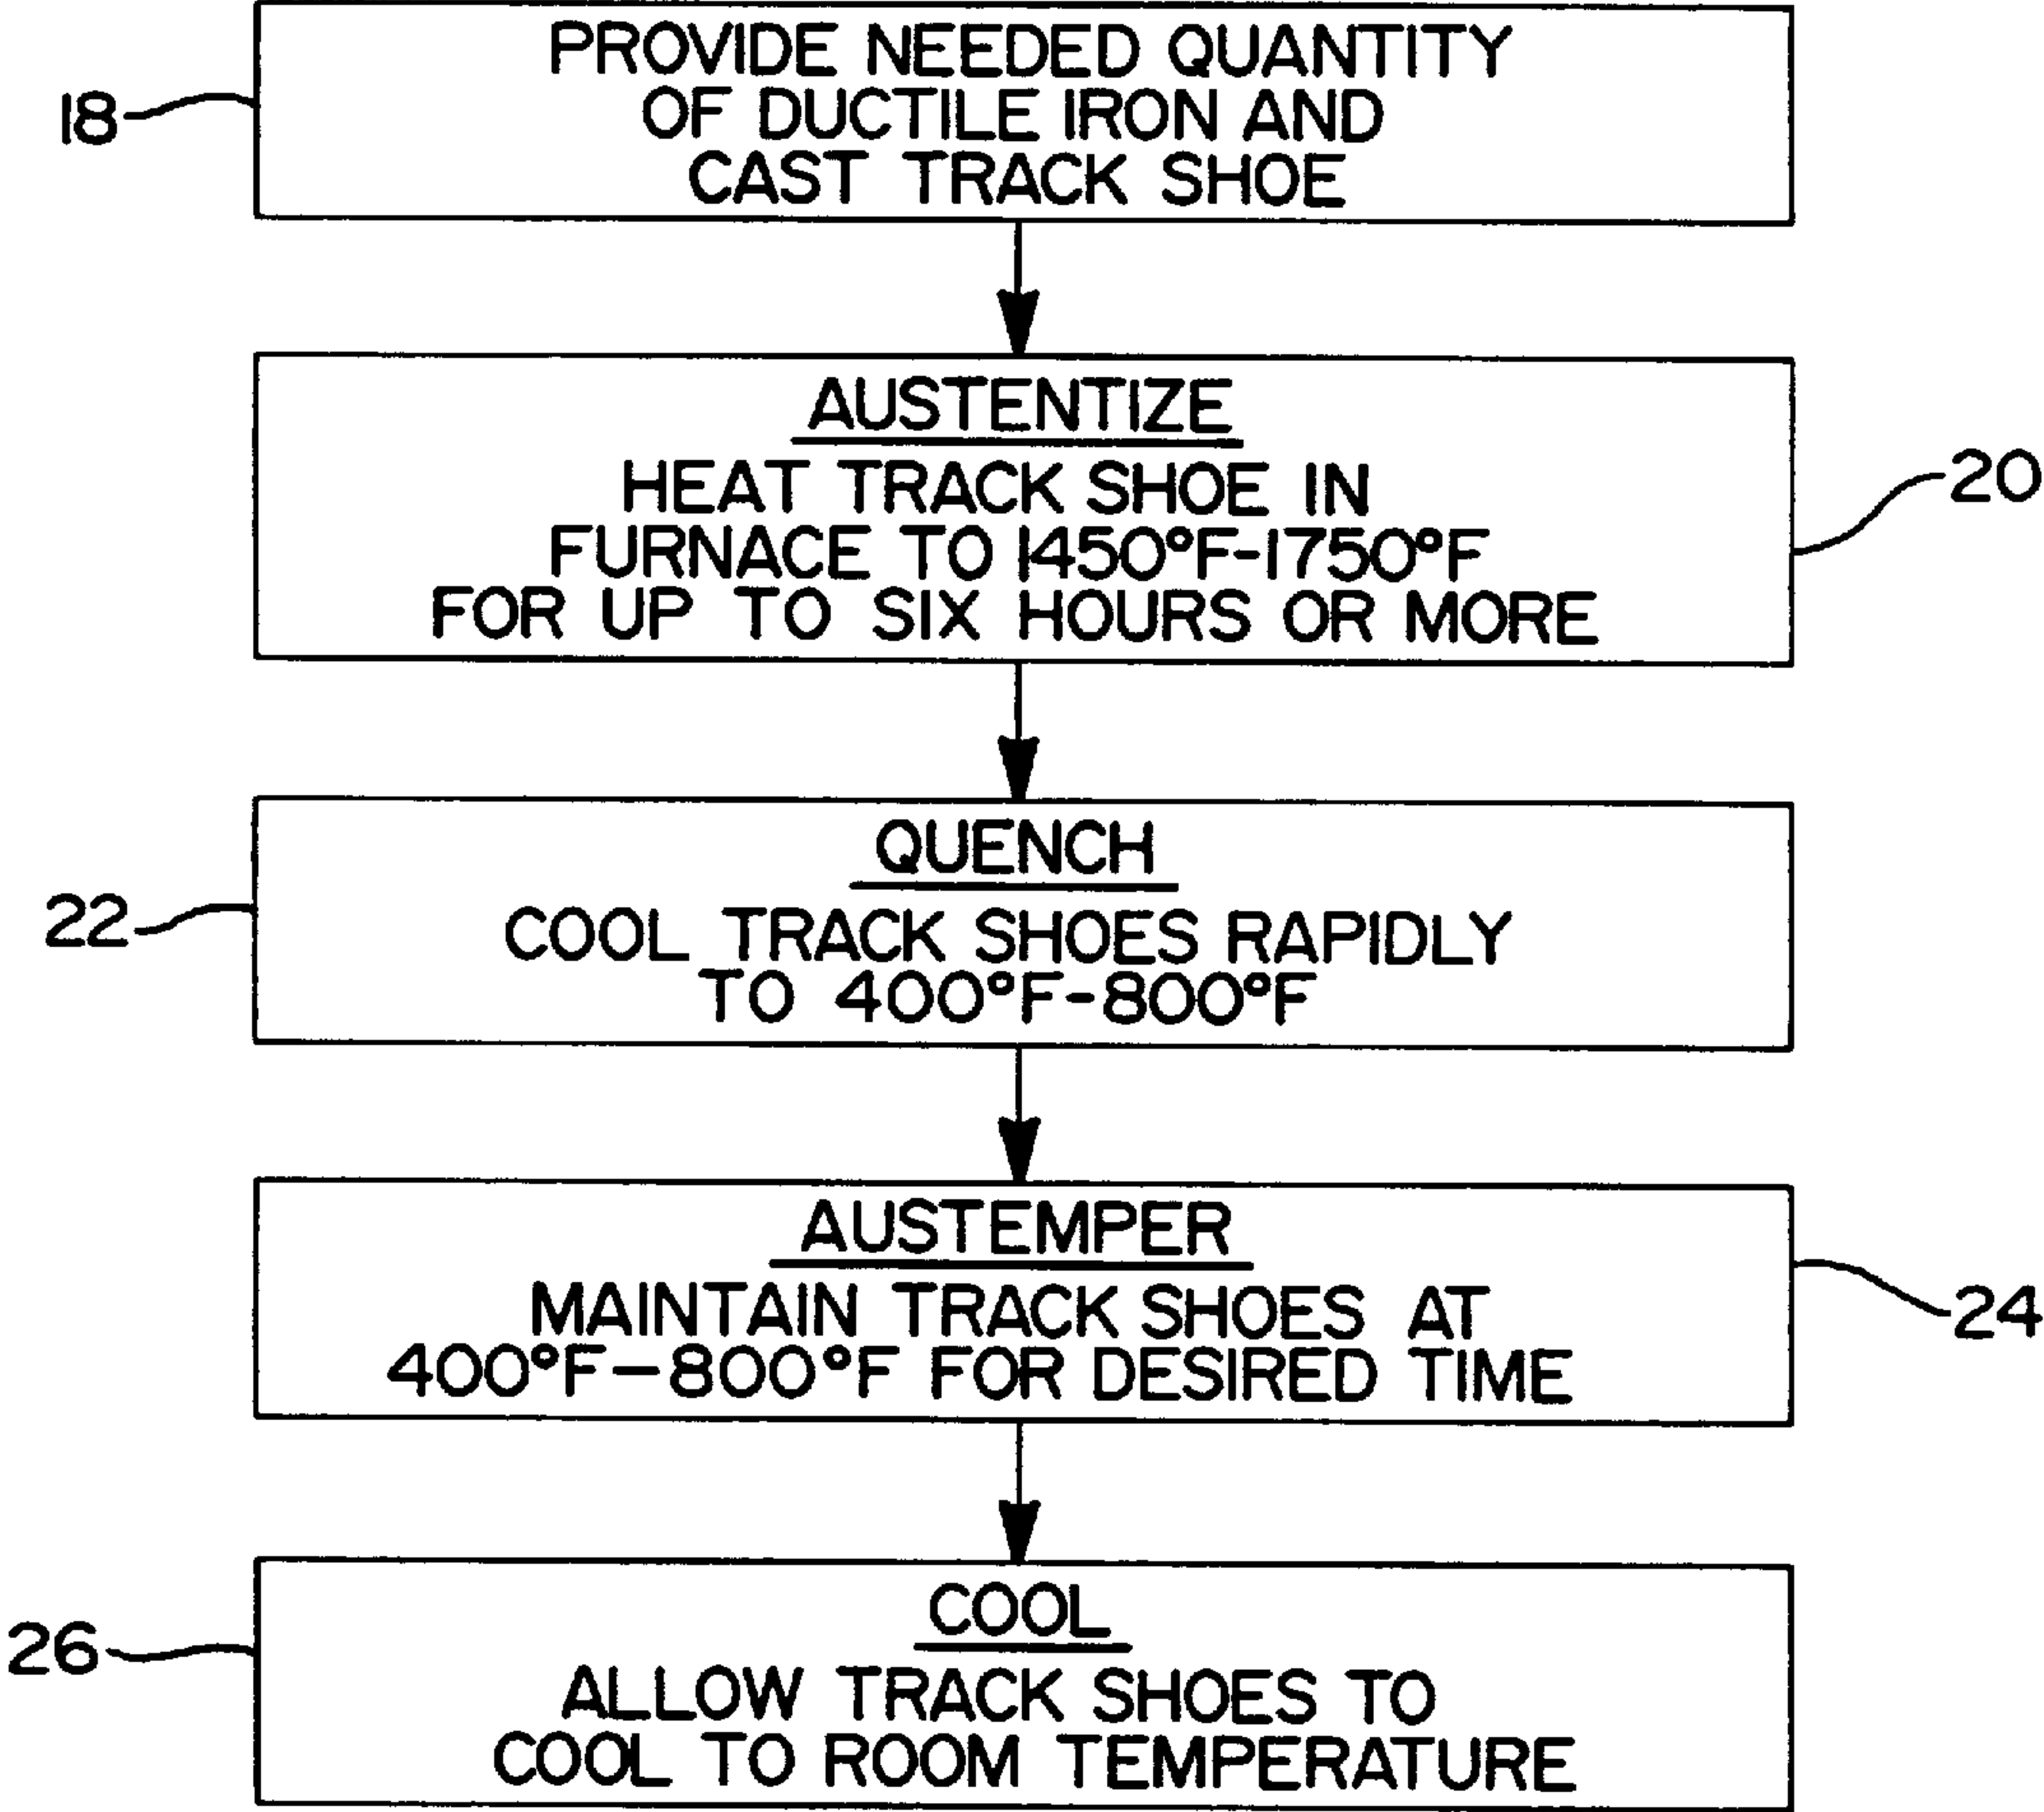 PROVIDE NEEDED QUANTITY
OF DUCTILE IRON AND
CAST TRACK SHOE
18
AUSTENTIZE
HEAT TRACK SHOE IN
FURNACE TO 1450°F-1750°F
FOR UP TO SIX HOURS OR MORE
20
QUENCH
COOL TRACK SHOES RAPIDLY
TO 400°F-800°F
22
AUSTEMPER
MAINTAIN TRACK SHOES AT
400°F-800°F FOR DESIRED TIME
24
COOL
ALLOW TRACK SHOES TO
COOL TO ROOM TEMPERATURE
26